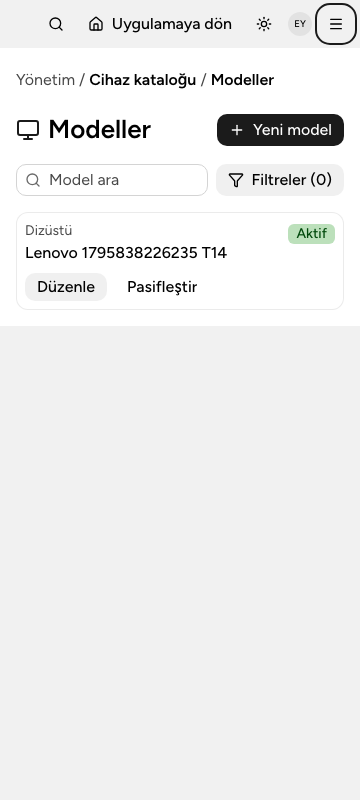 Uygulamaya dön
EY
Yönetim / Cihaz kataloğu / Modeller
Modeller
Yeni model
Model ara
Filtreler (0)
Dizüstü
Aktif
Lenovo 1795838226235 T14
Düzenle
Pasifleştir